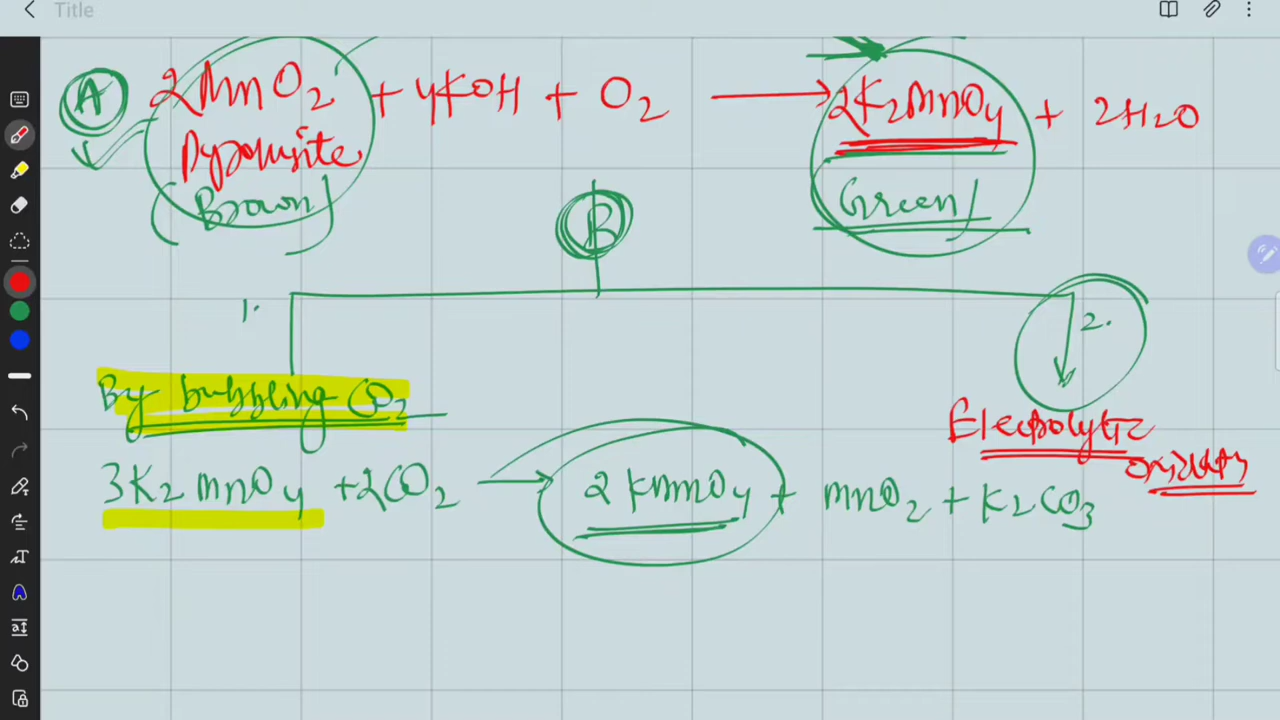 Title
A 2MnO2 + 4KOH + O2 → 2K2MnO4 + 2H2O
Pyrolusite
(Brown)
Green
B
1.
2.
By bubbling CO2
Electrolytic
3K2mnO4 + 2CO2 → 2KMnO4 + mnO2 + K2CO3